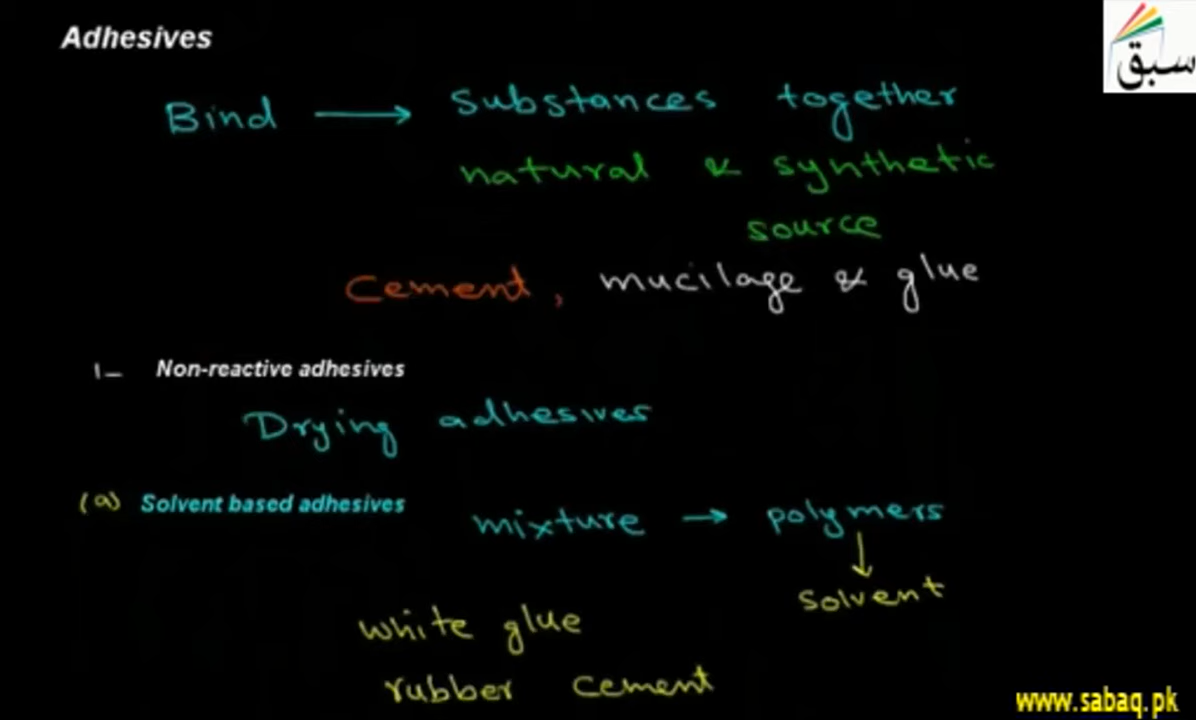 Adhesives
سبق
Bind → substances together
natural & synthetic
source
Cement, mucilage & glue
1- Non-reactive adhesives
Drying adhesives
(a) Solvent based adhesives
mixture → polymers
↓
solvent
white glue
rubber cement
www.sabaq.pk